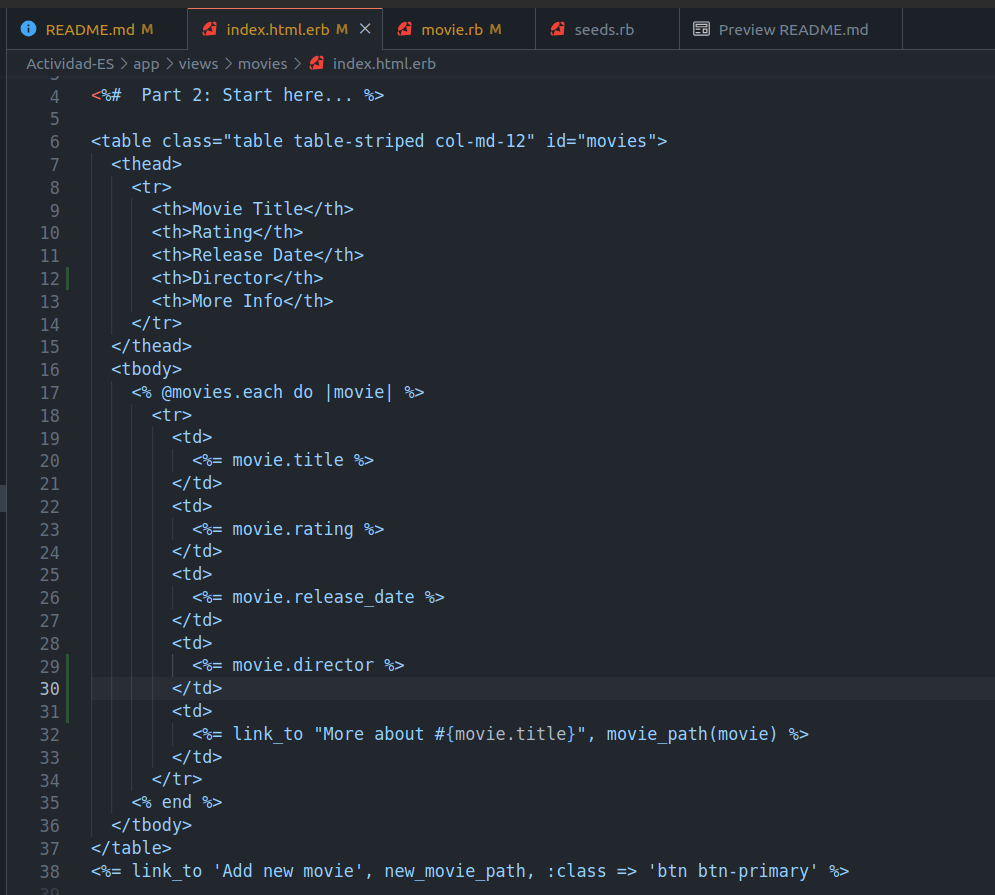 README.md M index.html.erb M movie.rb M seeds.rb Preview README.md
Actividad-ES > app > views > movies > index.html.erb
4 <%#  Part 2: Start here... %>
5
6 <table class="table table-striped col-md-12" id="movies">
7 <thead>
8 <tr>
9 <th>Movie Title</th>
10 <th>Rating</th>
11 <th>Release Date</th>
12 <th>Director</th>
13 <th>More Info</th>
14 </tr>
15 </thead>
16 <tbody>
17 <% @movies.each do |movie| %>
18 <tr>
19 <td>
20 <%= movie.title %>
21 </td>
22 <td>
23 <%= movie.rating %>
24 </td>
25 <td>
26 <%= movie.release_date %>
27 </td>
28 <td>
29 <%= movie.director %>
30 </td>
31 <td>
32 <%= link_to "More about #{movie.title}", movie_path(movie) %>
33 </td>
34 </tr>
35 <% end %>
36 </tbody>
37 </table>
38 <%= link_to 'Add new movie', new_movie_path, :class => 'btn btn-primary' %>